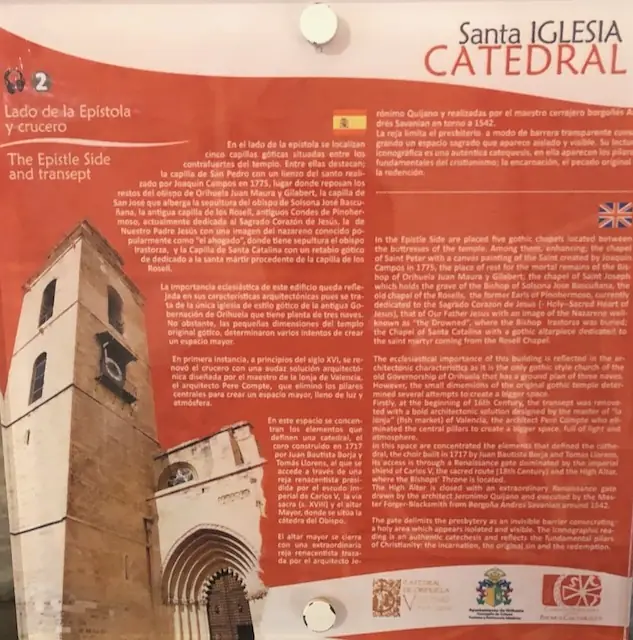 Santa IGLESIA
CATEDRAL
2
Lado de la Epístola
y crucero
The Epistle Side
and transept
En el lado de la epístola se localizan
cinco capillas góticas situadas entre los
contrafuertes del templo. Entre ellas destacan;
la capilla de San Pedro con un lienzo del santo reali-
zado por Joaquín Campos en 1775, lugar donde reposan los
restos del obispo de Orihuela Juan Maura y Gilabert, la capilla de
San José que alberga la sepultura del obispo de Solsona José Bascu-
ñana, la antigua capilla de los Rosell, antiguos Condes de Pinoher-
moso, actualmente dedicada al Sagrado Corazón de Jesús, la de
Nuestro Padre Jesús con una imagen del nazareno conocido po-
pularmente como "el ahogado", donde tiene sepultura el obispo
Irastorza, y la Capilla de Santa Catalina con un retablo gótico
de dedicado a la santa mártir procedente de la capilla de los
Rosell.
La importancia eclesiástica de este edificio queda refle-
jada en sus características arquitectónicas pues se tra-
ta de la única iglesia de estilo gótico de la antigua Go-
bernación de Orihuela que tiene planta de tres naves.
No obstante, las pequeñas dimensiones del templo
original gótico, determinaron varios intentos de crear
un espacio mayor.
En primera instancia, a principios del siglo XVI, se re-
novó el crucero con una audaz solución arquitectó-
nica diseñada por el maestro de la lonja de Valencia,
el arquitecto Pere Compte, que eliminó los pilares
centrales para crear un espacio mayor, lleno de luz y
atmósfera.
En este espacio se concen-
tran los elementos que
definen una catedral, el
coro construido en 1717
por Juan Bautista Borja y
Tomás Llorens, al que se
accede a través de una
reja renacentista presi-
dida por el escudo im-
perial de Carlos V, la vía
sacra (s. XVIII) y el altar
Mayor, donde se sitúa la
cátedra del Obispo.
El altar mayor se cierra
con una extraordinaria
reja renacentista traza-
da por el arquitecto Je-
rónimo Quijano y realizadas por el maestro cerrajero borgoñés A
drés Savanian en torno a 1542.
La reja limita el presbiterio a modo de barrera transparente con
grando un espacio sagrado que aparece aislado y visible. Su lectur
iconográfica es una auténtica catequesis, en ella aparecen los pilare
fundamentales del cristianismo; la encarnación, el pecado original
la redención.
In the Epistle Side are placed five gothic chapels located between
the buttresses of the temple. Among them, enhancing; the chapel
of Saint Peter with a canvas painting of the Saint created by Joaquín
Campos in 1775, the place of rest for the mortal remains of the Bis-
hop of Orihuela Juan Maura y Gilabert; the chapel of Saint Joseph
which holds the grave of the Bishop of Solsona Jose Bascuñana, the
old chapel of the Rosells, the former Earls of Pinohermoso, currently
dedicated to the Sagrado Corazon de Jesus Holly-Sacred Heart of
Jesus), that of Our Father Jesus with an image of the Nazarene well-
known as "the Drowned", where the Bishop Irastorza was buried;
the Chapel of Santa Catalina with a gothic altarpiece dedicated to
the saint martyr coming from the Rosell Chapel.
The ecclesiastical importance of this building is reflected in the ar-
chitectonic characteristics as it is the only gothic style church of the
old Governorship of Orihuela that has a ground plan of three naves.
However, the small dimensions of the original gothic temple deter-
mined several attempts to create a bigger space.
Firstly, at the beginning of 16th Century, the transept was renova-
ted with a bold architectonic solution designed by the master of "la
lonja" (fish market) of Valencia, the architect Pere Compte who eli-
minated the central pillars to create a bigger space, full of light and
atmosphere.
In this space are concentrated the elements that defined the cathe-
dral, the choir built in 1717 by Juan Bautista Borja and Tomas Llorens,
its access is through a Renaissance gate dominated by the imperial
shield of Carlos V, the sacred route (18th Century) and the High Altar,
where the Bishops' Throne is located.
The High Altar is closed with an extraordinary Renaissance gate
drawn by the architect Jeronimo Quijano and executed by the Mas-
ter Forger-Blacksmith from Borgoña Andres Savanian around 1542.
The gate delimits the presbytery as an invisible barrier consecrating
a holy area which appears isolated and visible. The iconographic rea-
ding is an authentic catechesis and reflects the fundamental pillars
of Christianity: the incarnation, the original sin and the redemption.
CATEDRAL
DE ORIHUELA
Ayuntamiento de Orihuela